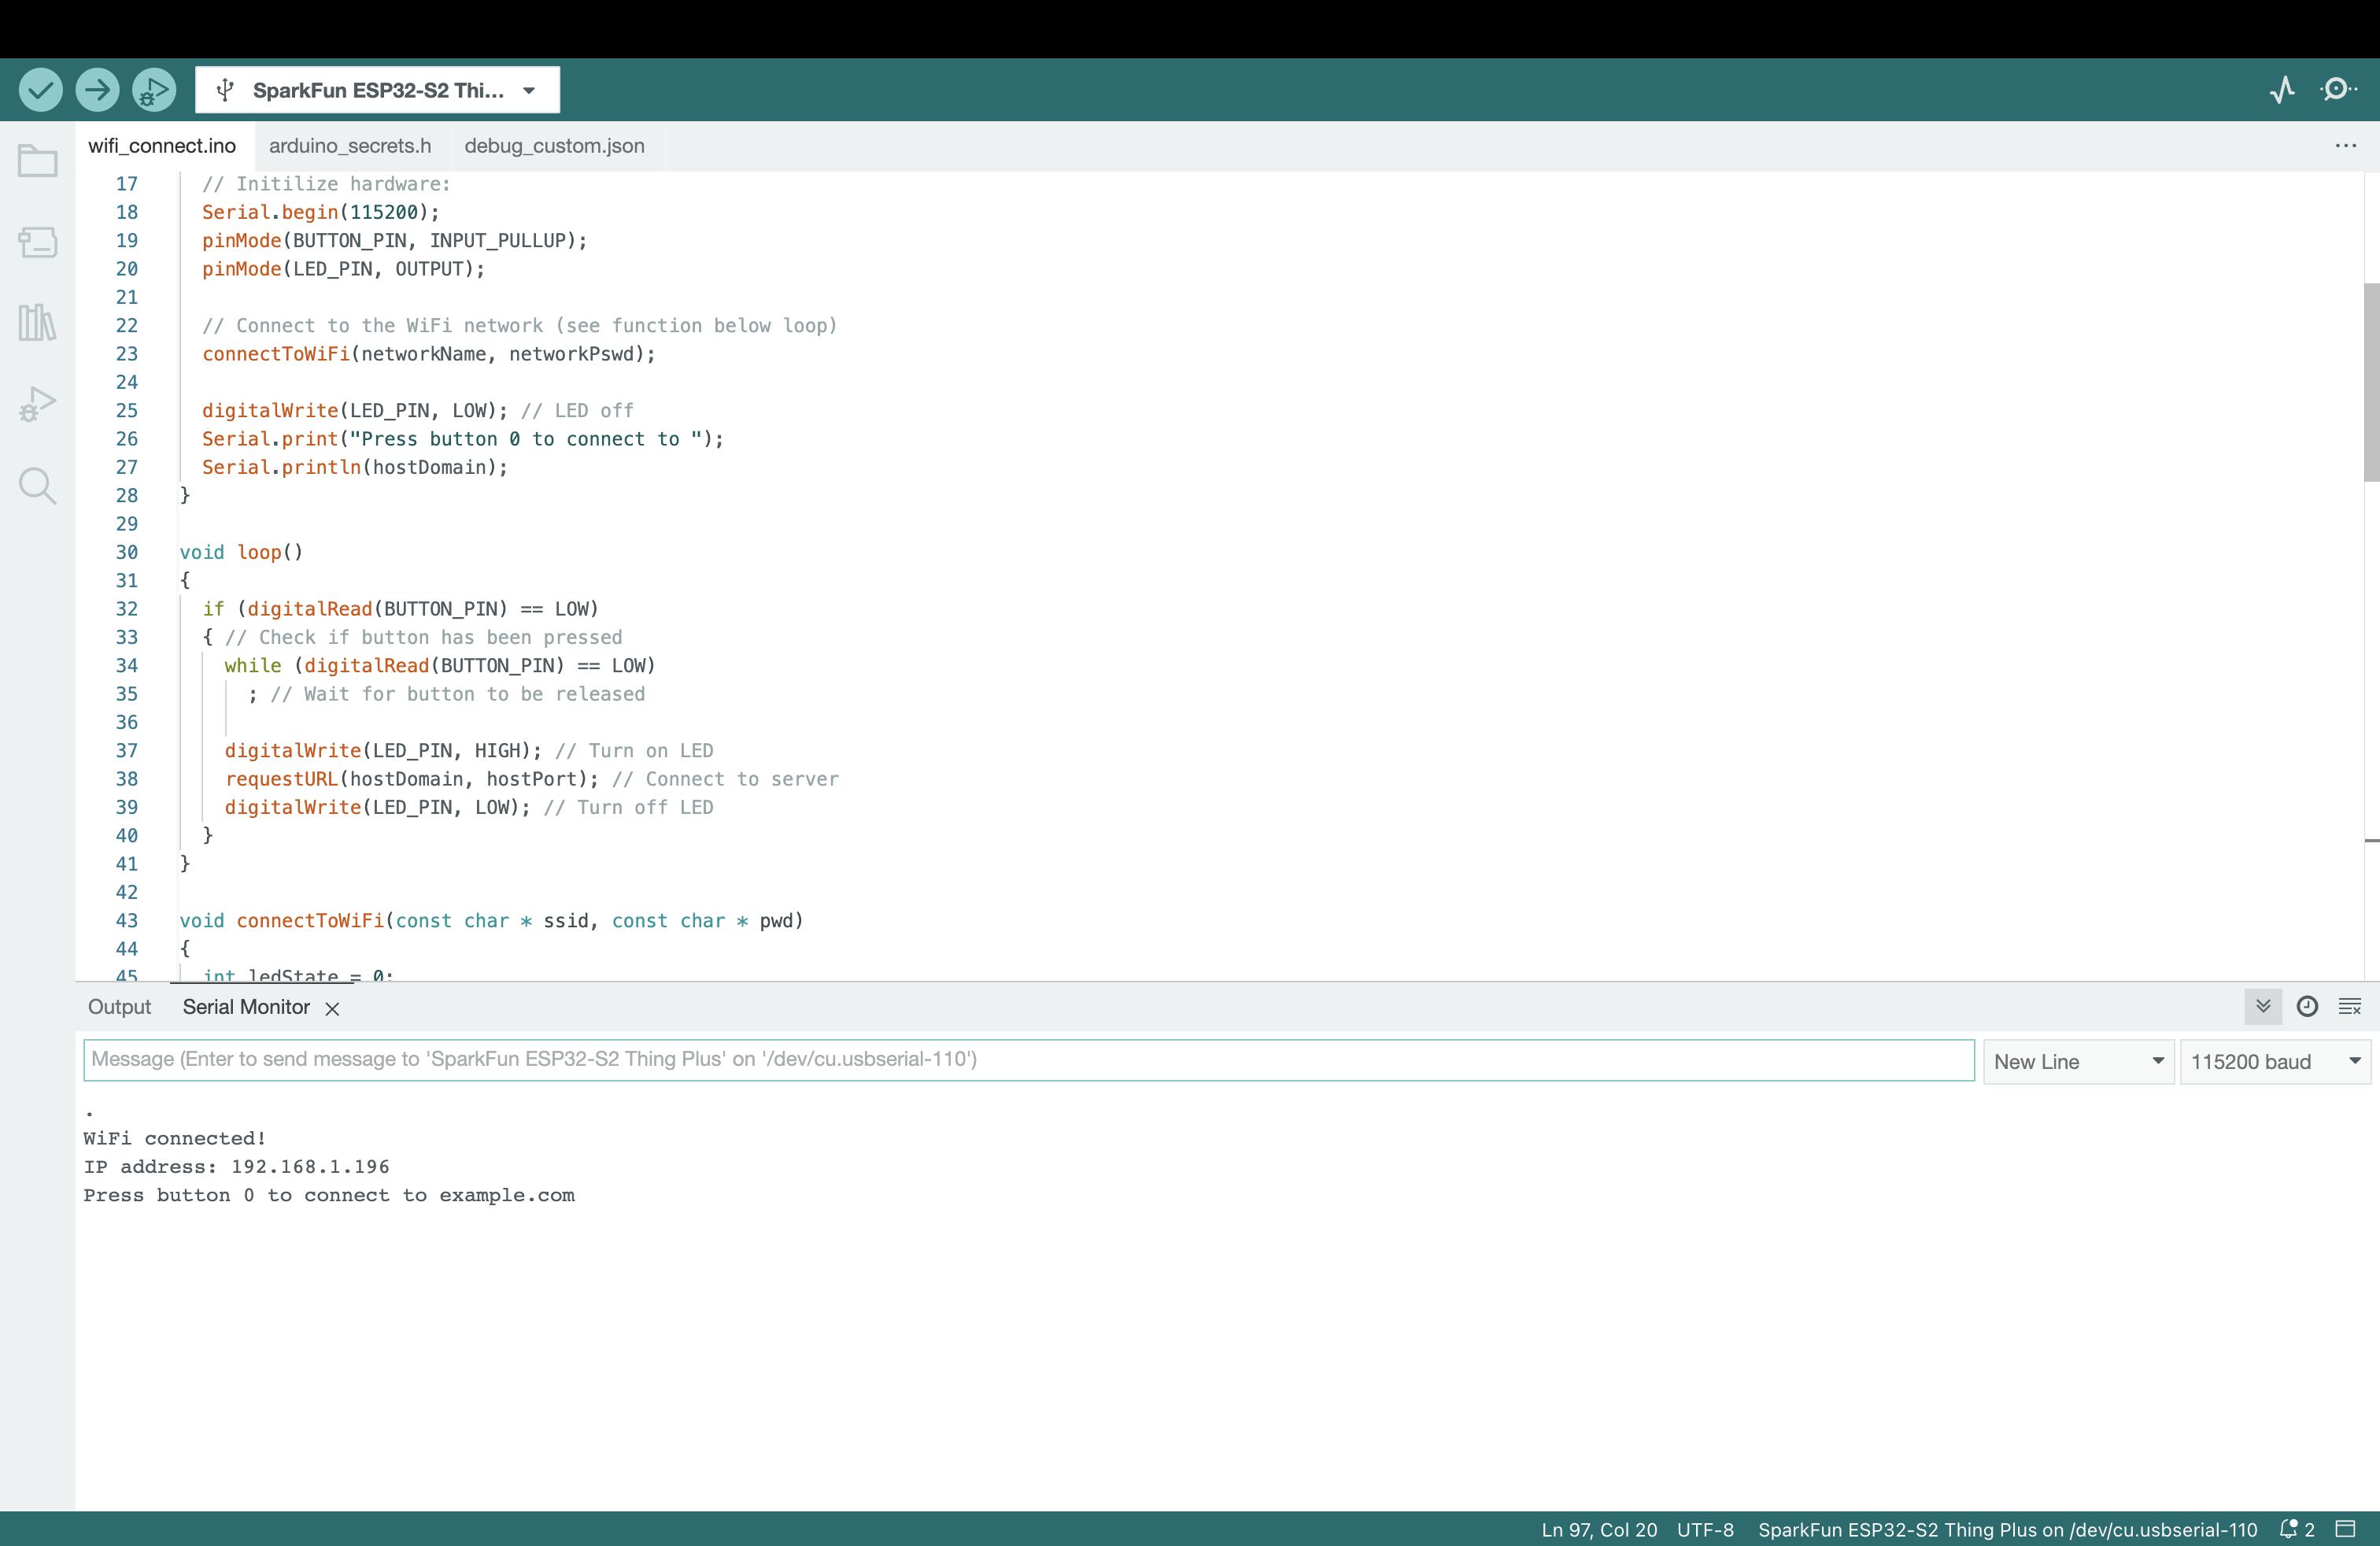 SparkFun ESP32-S2 Thi...
wifi_connect.ino arduino_secrets.h debug_custom.json
17 // Initilize hardware:
18 Serial.begin(115200);
19 pinMode(BUTTON_PIN, INPUT_PULLUP);
20 pinMode(LED_PIN, OUTPUT);
21
22 // Connect to the WiFi network (see function below loop)
23 connectToWiFi(networkName, networkPswd);
24
25 digitalWrite(LED_PIN, LOW); // LED off
26 Serial.print("Press button 0 to connect to ");
27 Serial.println(hostDomain);
28 }
29
30 void loop()
31 {
32 if (digitalRead(BUTTON_PIN) == LOW)
33 { // Check if button has been pressed
34 while (digitalRead(BUTTON_PIN) == LOW)
35 ; // Wait for button to be released
36
37 digitalWrite(LED_PIN, HIGH); // Turn on LED
38 requestURL(hostDomain, hostPort); // Connect to server
39 digitalWrite(LED_PIN, LOW); // Turn off LED
40 }
41 }
42
43 void connectToWiFi(const char * ssid, const char * pwd)
44 {
45 int ledState = 0;
Output Serial Monitor
Message (Enter to send message to 'SparkFun ESP32-S2 Thing Plus' on '/dev/cu.usbserial-110') New Line 115200 baud
.
WiFi connected!
IP address: 192.168.1.196
Press button 0 to connect to example.com
Ln 97, Col 20 UTF-8 SparkFun ESP32-S2 Thing Plus on /dev/cu.usbserial-110 2